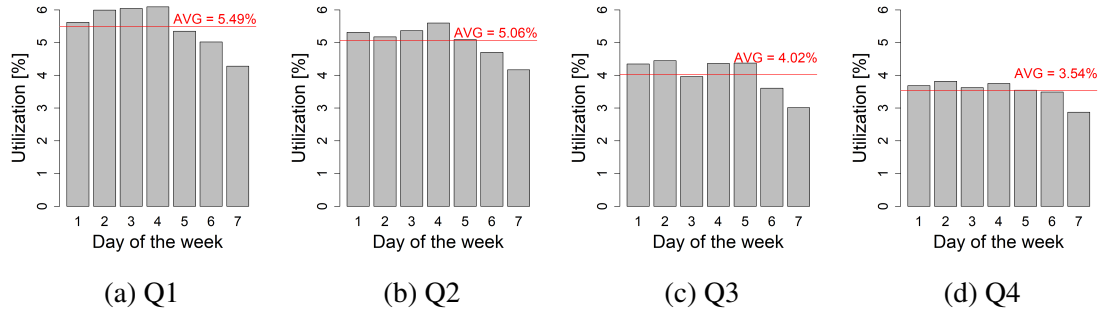 Utilization [%]
0 1 2 3 4 5 6
AVG = 5.49%
1 2 3 4 5 6 7
Day of the week
(a) Q1
Utilization [%]
0 1 2 3 4 5 6
AVG = 5.06%
1 2 3 4 5 6 7
Day of the week
(b) Q2
Utilization [%]
0 1 2 3 4 5 6
AVG = 4.02%
1 2 3 4 5 6 7
Day of the week
(c) Q3
Utilization [%]
0 1 2 3 4 5 6
AVG = 3.54%
1 2 3 4 5 6 7
Day of the week
(d) Q4